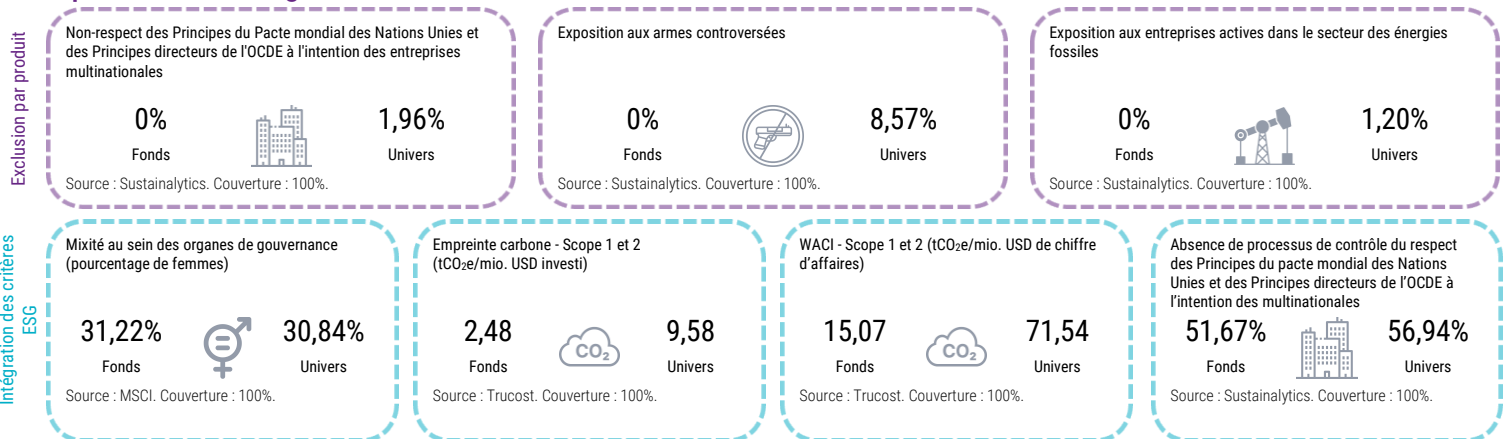 Exclusion par produit
Non-respect des Principes du Pacte mondial des Nations Unies et
des Principes directeurs de l'OCDE à l'intention des entreprises
multinationales
0%
Fonds
1,96%
Univers
Source : Sustainalytics. Couverture : 100%.
Exposition aux armes controversées
0%
Fonds
8,57%
Univers
Source : Sustainalytics. Couverture : 100%.
Exposition aux entreprises actives dans le secteur des énergies
fossiles
0%
Fonds
1,20%
Univers
Source : Sustainalytics. Couverture : 100%.
Intégration des critères
ESG
Mixité au sein des organes de gouvernance
(pourcentage de femmes)
31,22%
Fonds
30,84%
Univers
Source : MSCI. Couverture : 100%.
Empreinte carbone - Scope 1 et 2
(tCO₂e/mio. USD investi)
2,48
Fonds
CO₂
9,58
Univers
Source : Trucost. Couverture : 100%.
WACI - Scope 1 et 2 (tCO₂e/mio. USD de chiffre
d’affaires)
15,07
Fonds
CO₂
71,54
Univers
Source : Trucost. Couverture : 100%.
Absence de processus de contrôle du respect
des Principes du pacte mondial des Nations
Unies et des Principes directeurs de l’OCDE à
l’intention des multinationales
51,67%
Fonds
56,94%
Univers
Source : Sustainalytics. Couverture : 100%.